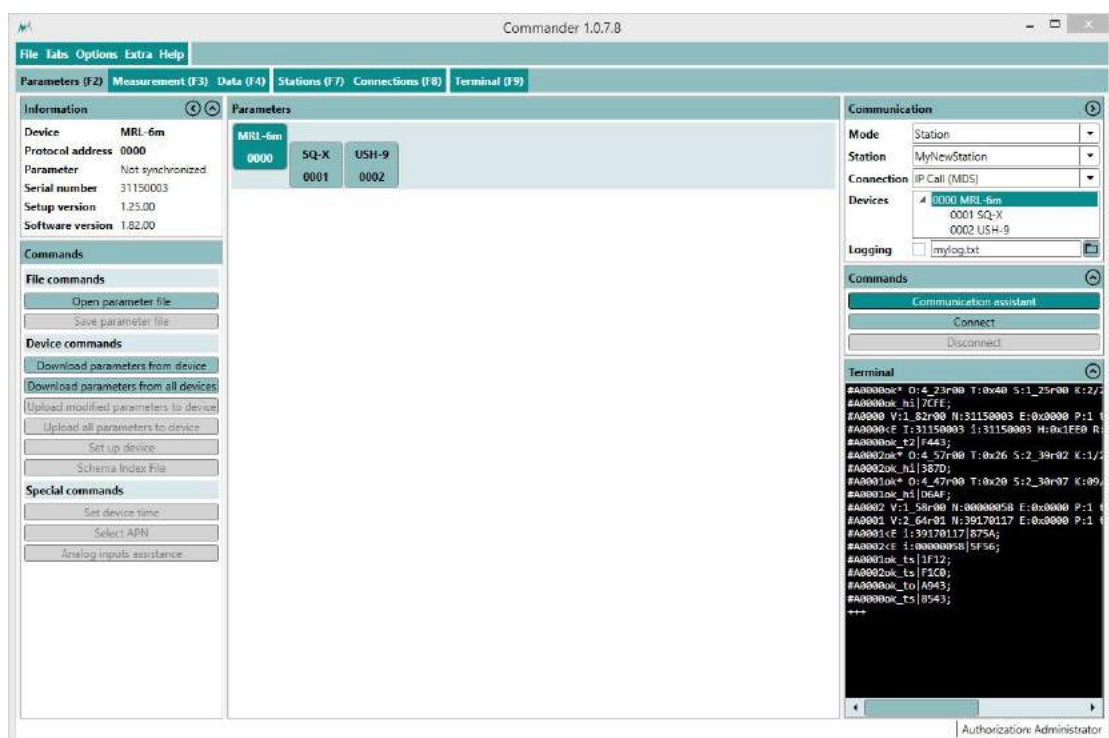 Commander 1.0.7.8
File Tabs Options Extra Help
Parameters (F2) Measurement (F3) Data (F4) Stations (F7) Connections (F8) Terminal (F9)
Information
Device MRL-6m
Protocol address 0000
Parameter Not synchronized
Serial number 31150003
Setup version 1.25.00
Software version 1.82.00
Commands
File commands
Open parameter file
Save parameter file
Device commands
Download parameters from device
Download parameters from all devices
Upload modified parameters to device
Upload all parameters to device
Set up device
Schema Index File
Special commands
Set device time
Select APN
Analog inputs assistance
Parameters
MRL-6m
0000
SQ-X
0001
USH-9
0002
Communication
Mode Station
Station MyNewStation
Connection IP Call (MDS)
Devices 0000 MRL-6m
0001 SQ-X
0002 USH-9
Logging mylog.txt
Commands
Communication assistant
Connect
Disconnect
Terminal
#A0000ok* O:4_23r00 T:0x40 S:1_25r00 K:2/2
#A0000ok_hi|7CFE;
#A0000 V:1_82r00 N:31150003 E:0x0000 P:1 t
#A0000<E I:31150003 i:31150003 H:0x1EE0 R:
#A0000ok_t2|F443;
#A0002ok* O:4_57r00 T:0x26 S:2_39r02 K:1/2
#A0002ok_hi|387D;
#A0001ok* O:4_47r00 T:0x20 S:2_30r07 K:09/
#A0001ok_hi|D6AF;
#A0002 V:1_58r00 N:00000058 E:0x0000 P:1 t
#A0001 V:2_64r01 N:39170117 E:0x0000 P:1 t
#A0001<E i:39170117|875A;
#A0002<E i:00000058|5F56;
#A0001ok_ts|1F12;
#A0002ok_ts|F1C0;
#A0000ok_to|A943;
#A0000ok_ts|8543;
+++
Authorization: Administrator